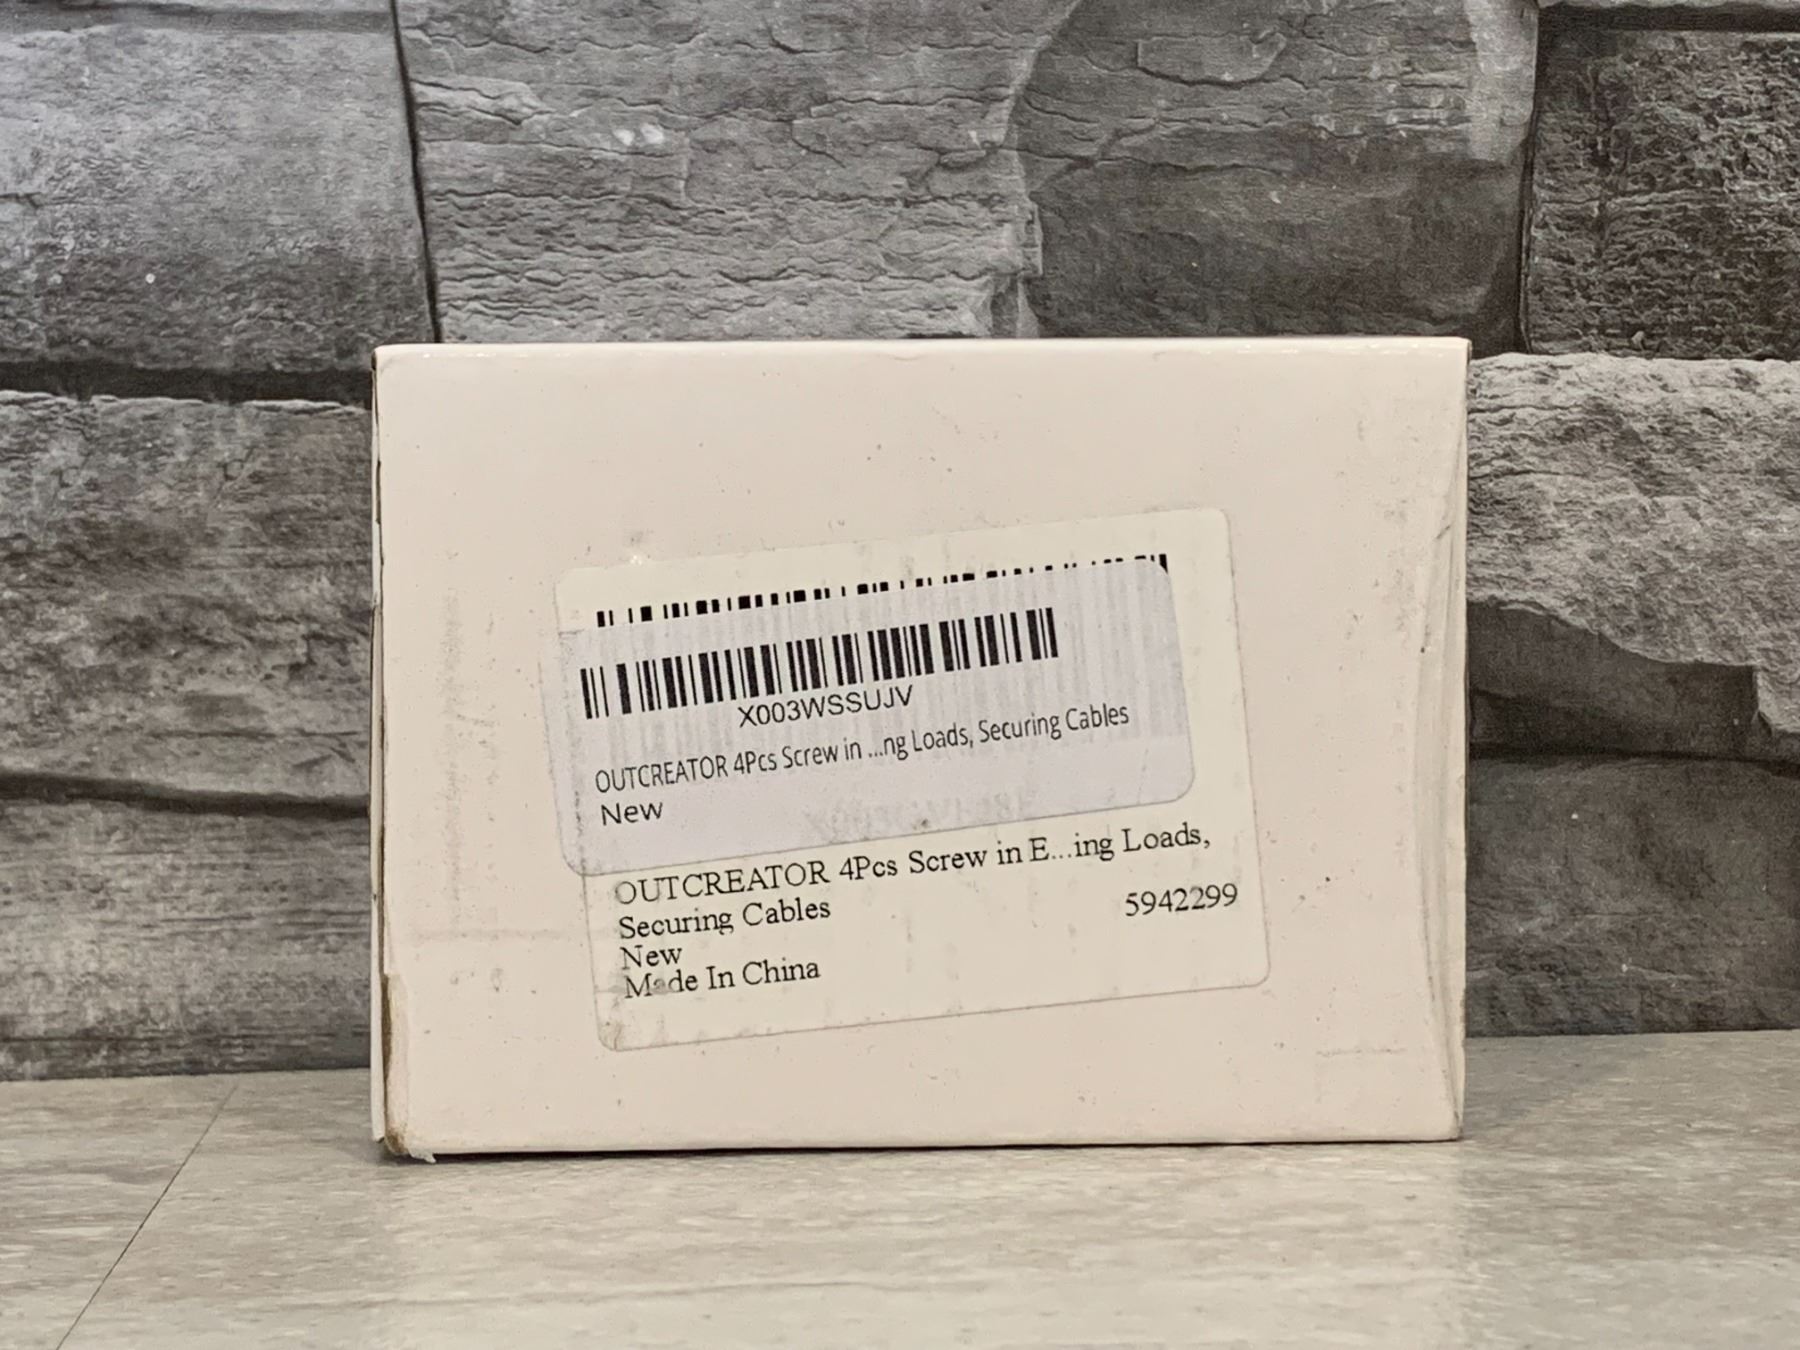 X003WSSUJV
OUTCREATOR 4Pcs Screw in ...ng Loads, Securing Cables
New
OUTCREATOR 4Pcs Screw in E...ing Loads,
Securing Cables 5942299
New
Made In China